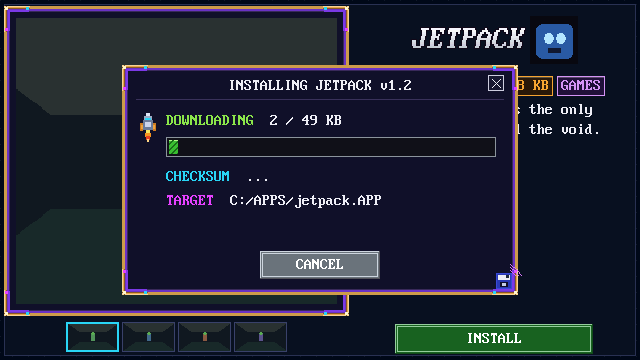 JETPACK
INSTALLING JETPACK v1.2
KB
GAMES
the only
the void.
DOWNLOADING 2 / 49 KB
CHECKSUM ...
TARGET C:/APPS/jetpack.APP
CANCEL
INSTALL